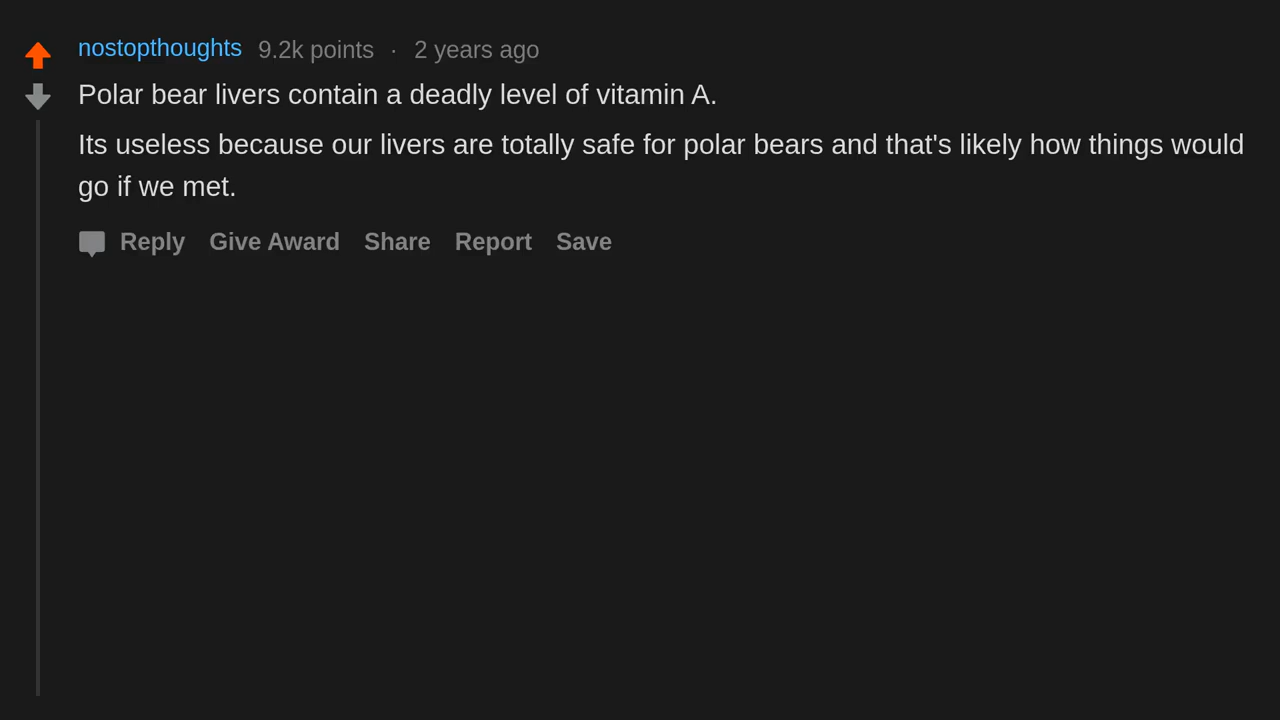 nostopthoughts 9.2k points · 2 years ago
Polar bear livers contain a deadly level of vitamin A.
Its useless because our livers are totally safe for polar bears and that's likely how things would
go if we met.
Reply Give Award Share Report Save